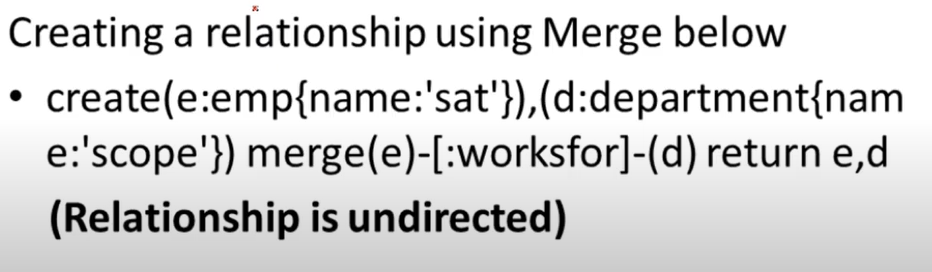 Creating a relationship using Merge below
• create(e:emp{name:'sat'}),(d:department{nam
e:'scope'}) merge(e)-[:worksfor]-(d) return e,d
(Relationship is undirected)